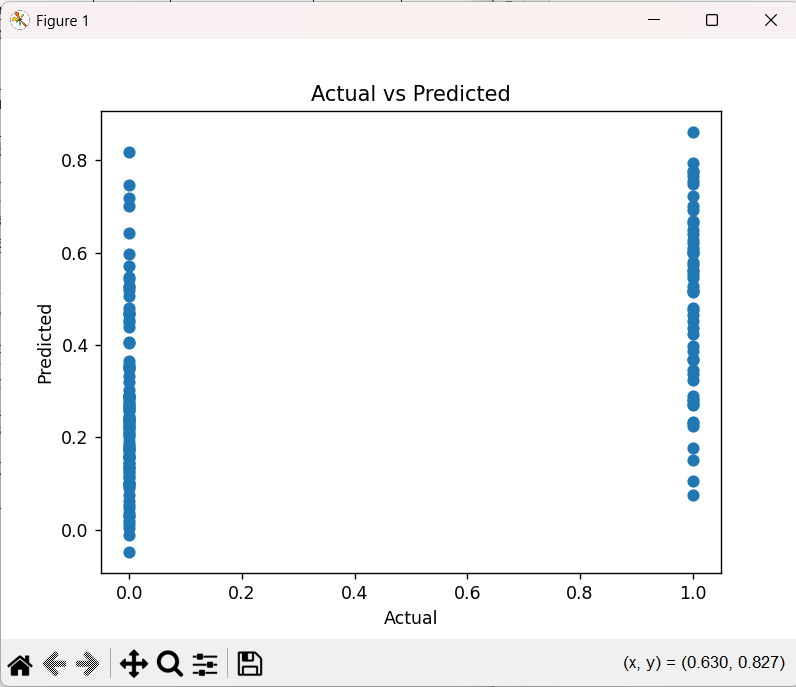 Figure 1
Actual vs Predicted
0.8
0.6
0.4
0.2
0.0
Predicted
0.0 0.2 0.4 0.6 0.8 1.0
Actual
(x, y) = (0.630, 0.827)